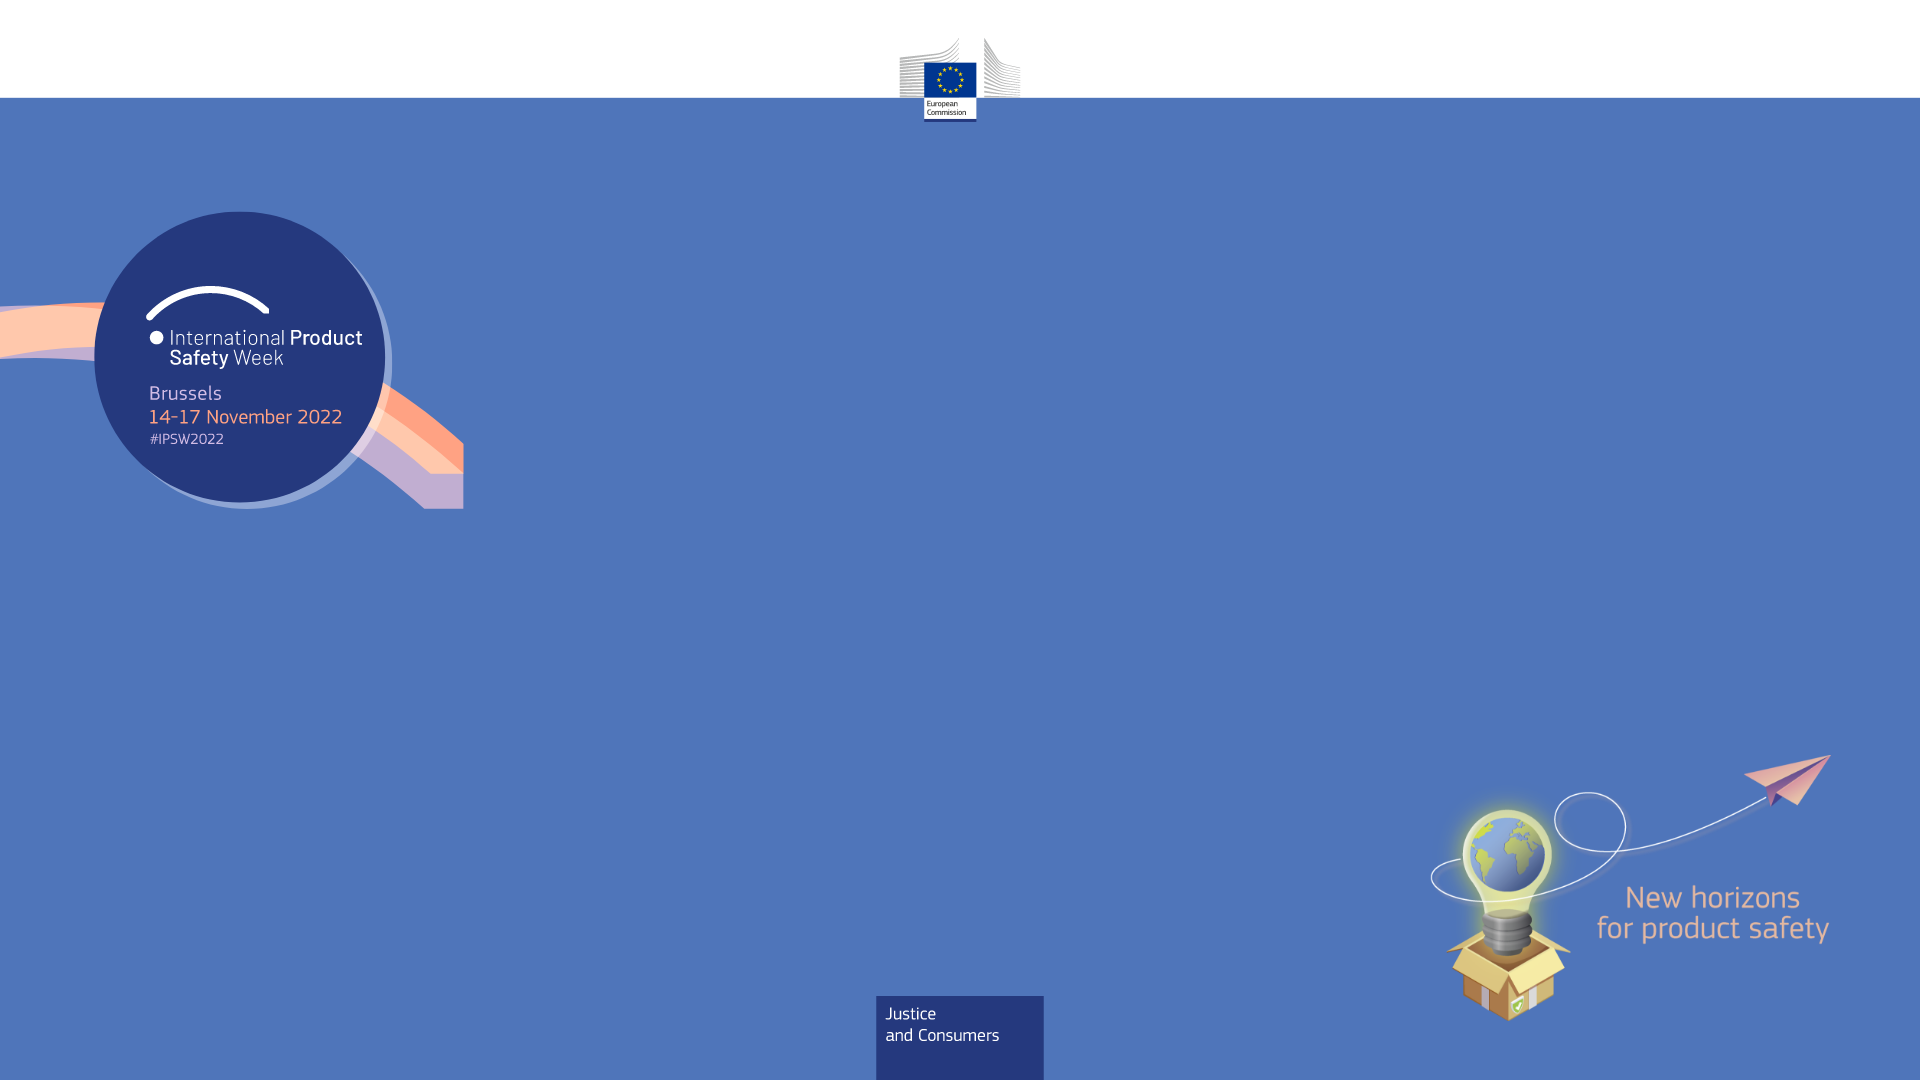 European
Commission
International Product
Safety Week
Brussels
14-17 November 2022
#IPSW2022
New horizons
for product safety
Justice
and Consumers